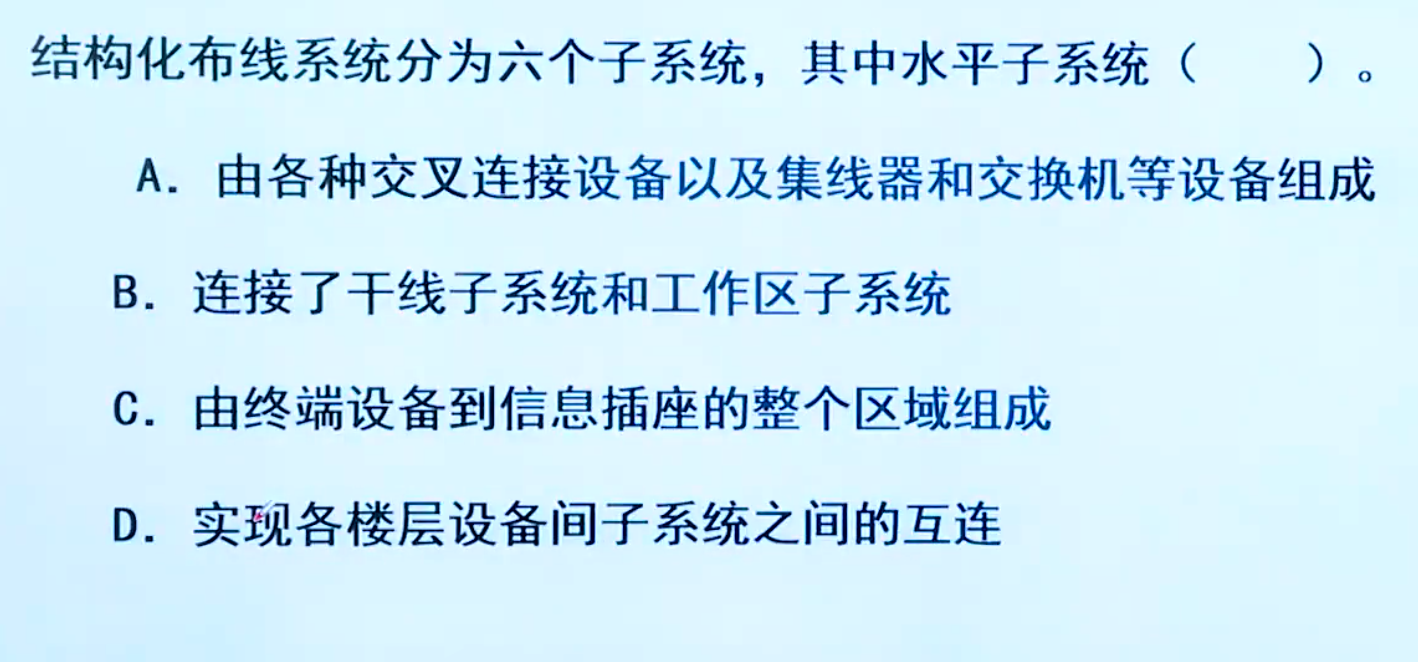 结构化布线系统分为六个子系统，其中水平子系统（　　）。
A. 由各种交叉连接设备以及集线器和交换机等设备组成
B. 连接了干线子系统和工作区子系统
C. 由终端设备到信息插座的整个区域组成
D. 实现各楼层设备间子系统之间的互连